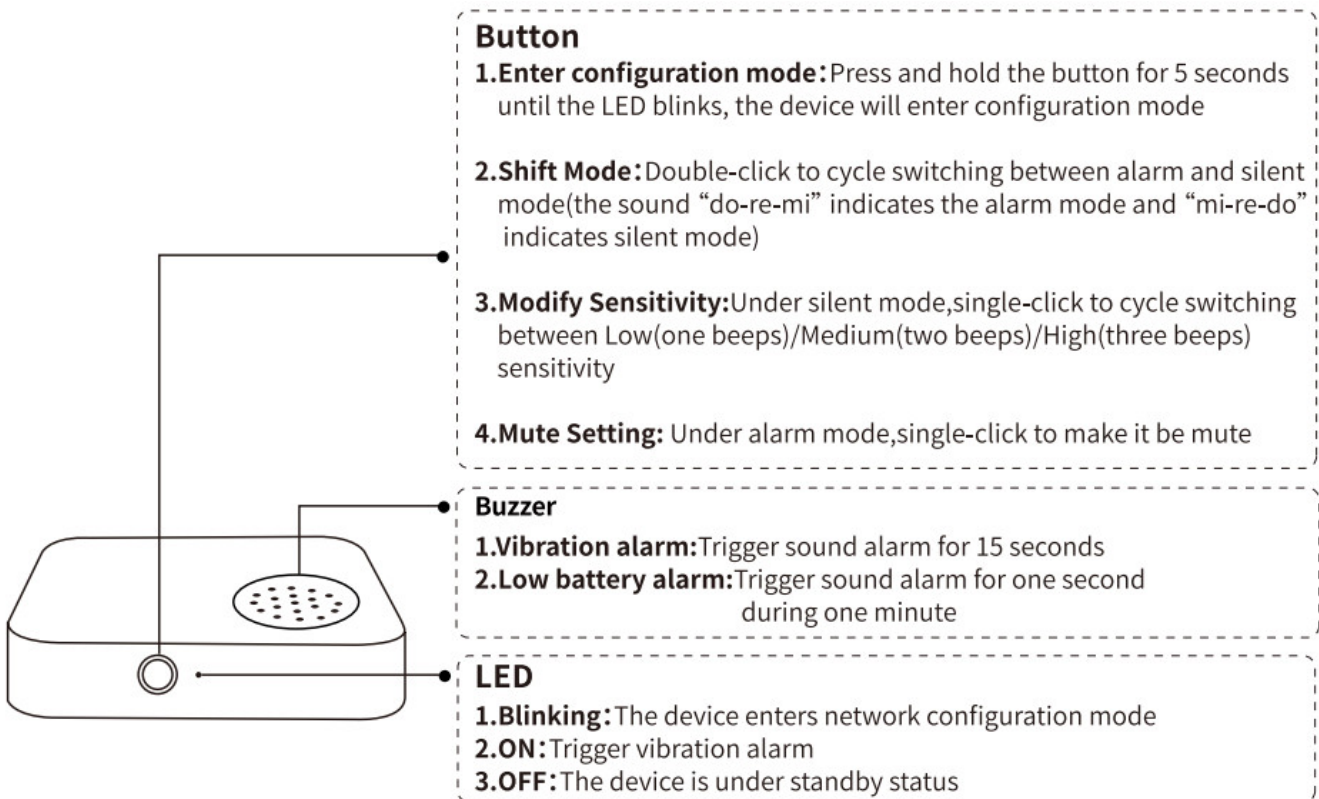 Button
1.Enter configuration mode:Press and hold the button for 5 seconds
until the LED blinks, the device will enter configuration mode
2.Shift Mode:Double-click to cycle switching between alarm and silent
mode(the sound “do-re-mi” indicates the alarm mode and “mi-re-do”
indicates silent mode)
3.Modify Sensitivity:Under silent mode,single-click to cycle switching
between Low(one beeps)/Medium(two beeps)/High(three beeps)
sensitivity
4.Mute Setting: Under alarm mode,single-click to make it be mute
Buzzer
1.Vibration alarm:Trigger sound alarm for 15 seconds
2.Low battery alarm:Trigger sound alarm for one second
during one minute
LED
1.Blinking:The device enters network configuration mode
2.ON:Trigger vibration alarm
3.OFF:The device is under standby status